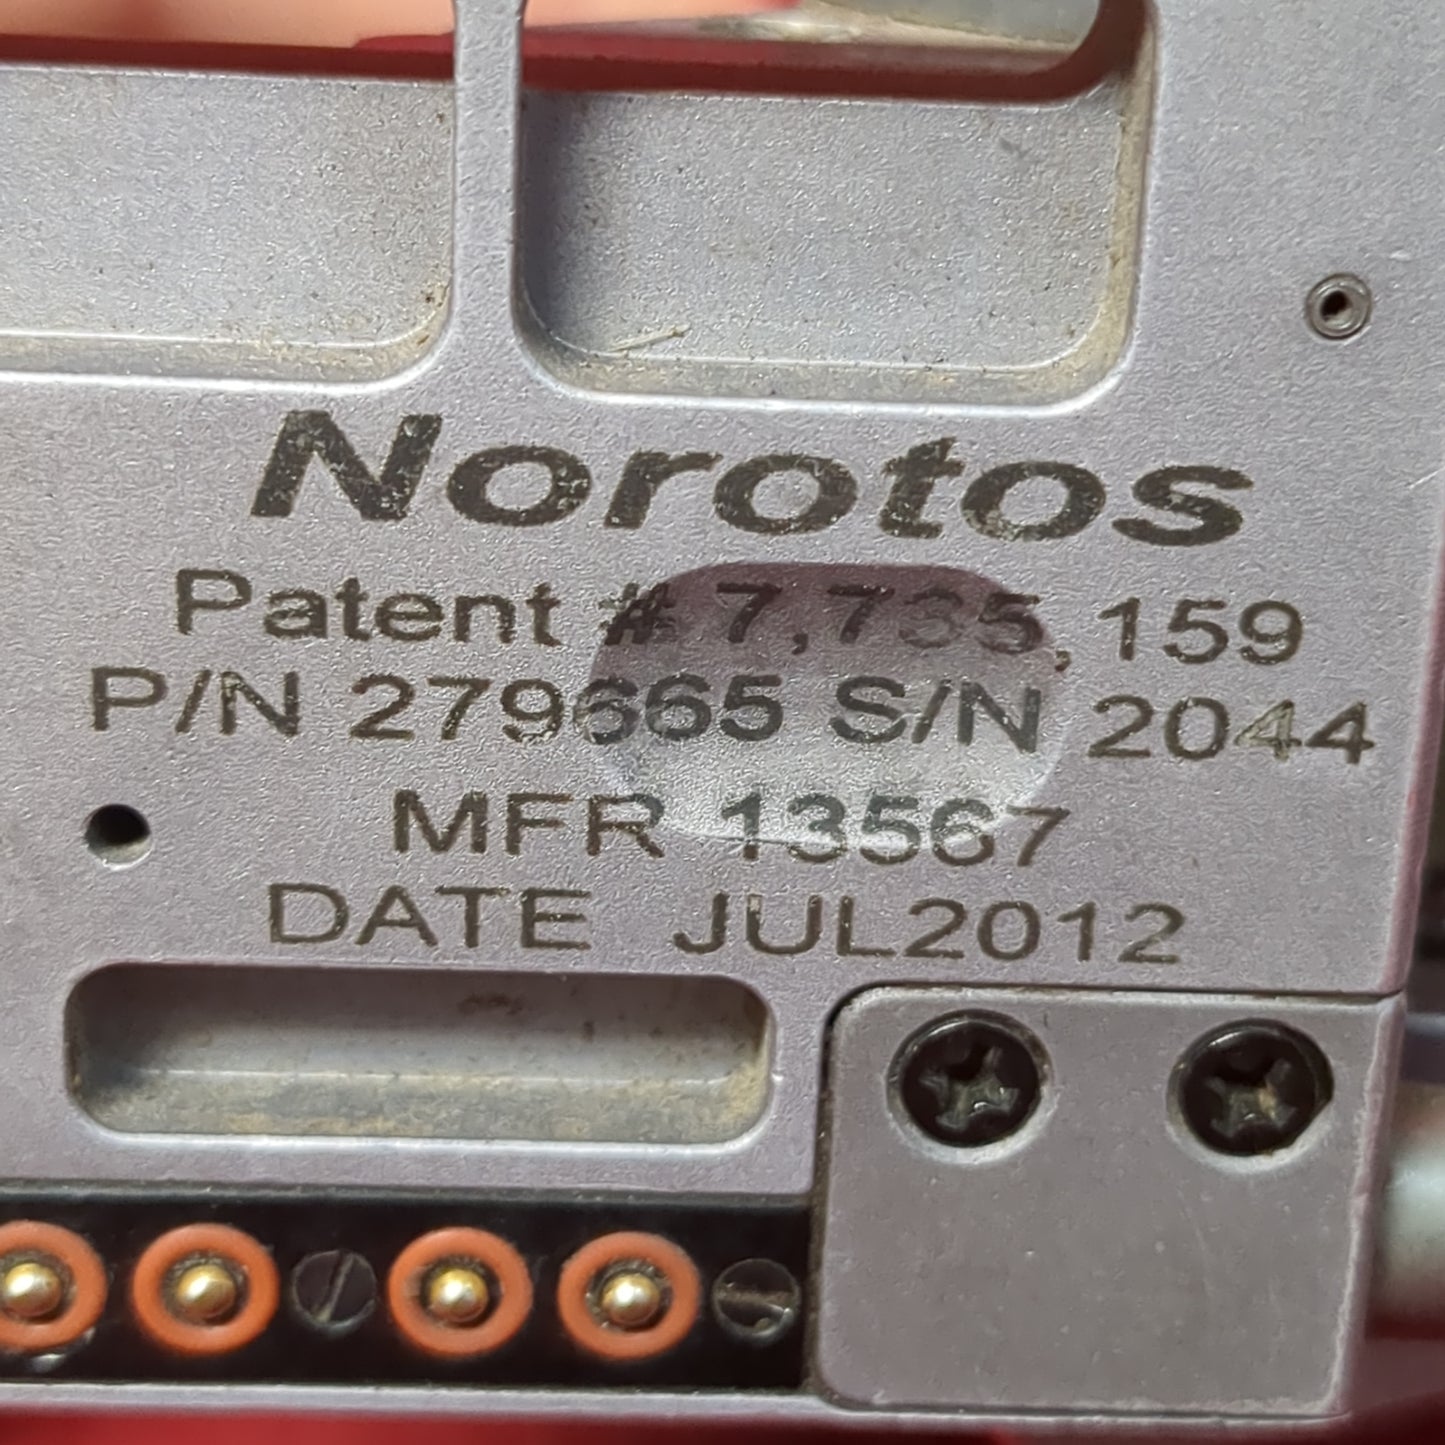 Norotos
Patent # 7,735,159
P/N 279665 S/N 2044
MFR 13567
DATE JUL2012